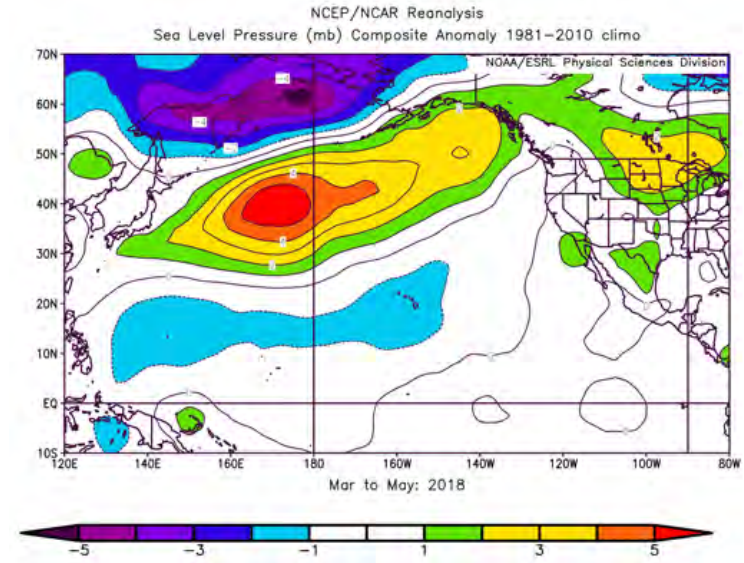 NCEP/NCAR Reanalysis
Sea Level Pressure (mb) Composite Anomaly 1981-2010 climo
NOAA/ESRL Physical Sciences Division
70N
60N
50N
40N
30N
20N
10N
EQ
10S
120E 140E 160E 180 160W 140W 120W 100W 80W
Mar to May: 2018
-5 -3 -1 1 3 5